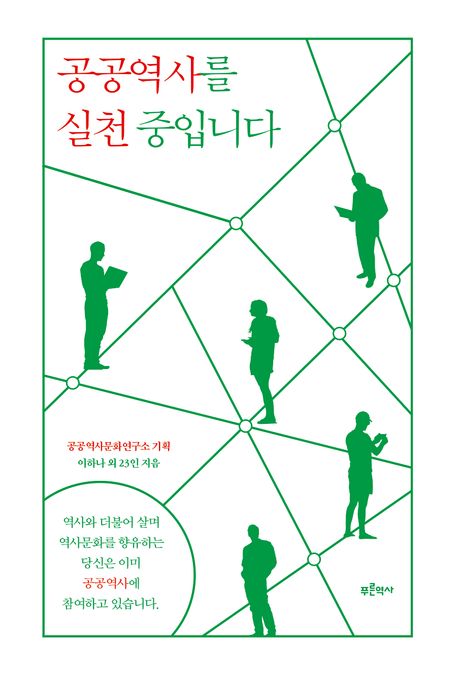 공공역사를
실천 중입니다
공공역사문화연구소 기획
이하나 외 23인 지음
역사와 더불어 살며
역사문화를 향유하는
당신은 이미
공공역사에
참여하고 있습니다.
푸른역사